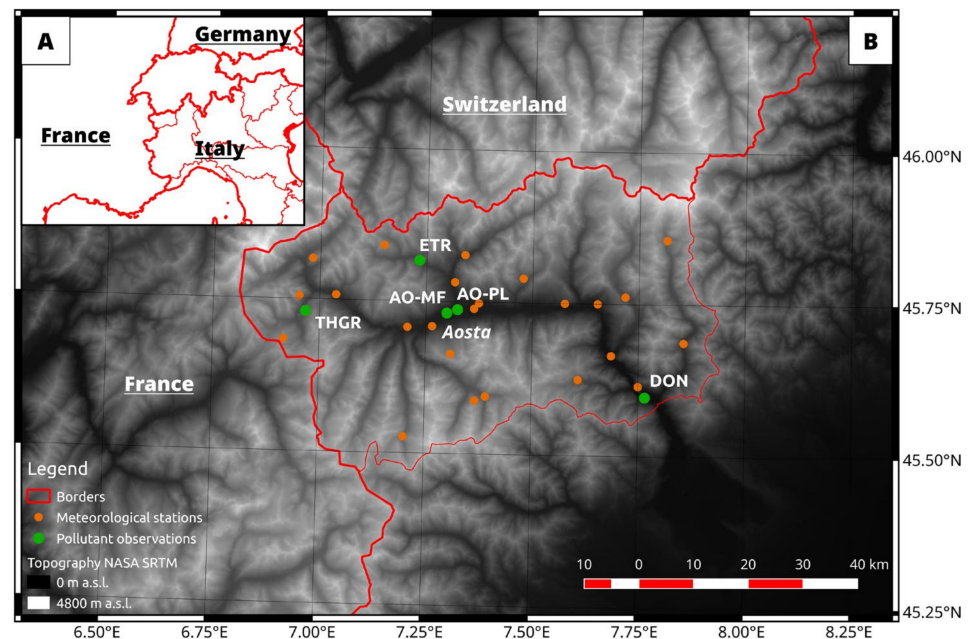 A
Germany
France
Italy
B
Switzerland
46.00°N
ETR
AO-MF
AO-PL
THGR
Aosta
45.75°N
France
DON
45.50°N
Legend
Borders
Meteorological stations
Pollutant observations
Topography NASA SRTM
0 m a.s.l.
4800 m a.s.l.
10 0 10 20 30 40 km
45.25°N
6.50°E 6.75°E 7.00°E 7.25°E 7.50°E 7.75°E 8.00°E 8.25°E